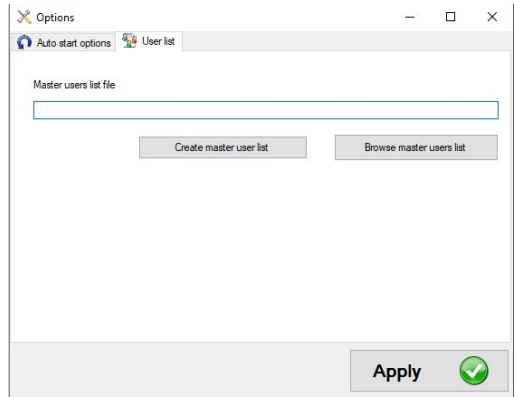 Options
Auto start options User list
Master users list file
Create master user list Browse master users list
Apply